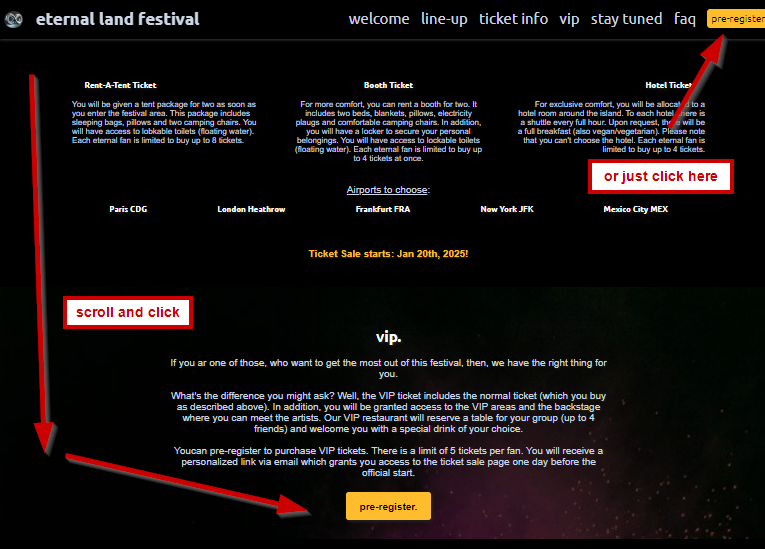 eternal land festival
welcome line-up ticket info vip stay tuned faq pre-register
Rent-A-Tent Ticket
You will be given a tent package for two as soon as
you enter the festival area. This package includes
sleeping bags, pillows and two camping chairs. You
will have access to lobkable toilets (floating water).
Each eternal fan is limited to buy up to 8 tickets.
Booth Ticket
For more comfort, you can rent a booth for two. It
includes two beds, blankets, pillows, electricity
plaugs and comfortable camping chairs. In addition,
you will have a locker to secure your personal
belongings. You will have access to lockable toilets
(floating water). Each eternal fan is limited to buy up
to 4 tickets at once.
Hotel Ticket
For exclusive comfort, you will be allocated to a
hotel room around the island. To each hotel, there is
a shuttle every full hour. Upon request, there will be
a full breakfast (also vegan/vegetarian). Please note
that you can't choose the hotel. Each eternal fan is
limited to buy up to 4 tickets.
or just click here
Airports to choose:
Paris CDG London Heathrow Frankfurt FRA New York JFK Mexico City MEX
Ticket Sale starts: Jan 20th, 2025!
scroll and click
vip.
If you ar one of those, who want to get the most out of this festival, then, we have the right thing for
you.
What's the difference you might ask? Well, the VIP ticket includes the normal ticket (which you buy
as described above). In addition, you will be granted access to the VIP areas and the backstage
where you can meet the artists. Our VIP restaurant will reserve a table for your group (up to 4
friends) and welcome you with a special drink of your choice.
Youcan pre-register to purchase VIP tickets. There is a limit of 5 tickets per fan. You will receive a
personalized link via email which grants you access to the ticket sale page one day before the
official start.
pre-register.